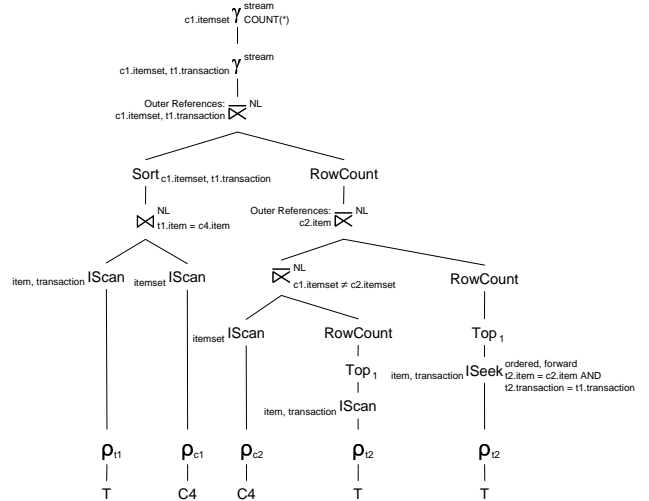 c1.itemset γ stream COUNT(*)
c1.itemset, t1.transaction γ stream
Outer References: NL
c1.itemset, t1.transaction
Sort c1.itemset, t1.transaction RowCount
NL t1.item = c4.item
Outer References: NL
c2.item
item, transaction IScan itemset IScan NL c1.itemset ≠ c2.itemset RowCount
itemset IScan RowCount Top 1
Top 1 item, transaction ISeek ordered, forward
t2.item = c2.item AND
t2.transaction = t1.transaction
item, transaction IScan
ρt1 ρc1 ρc2 ρt2 ρt2
T C4 C4 T T